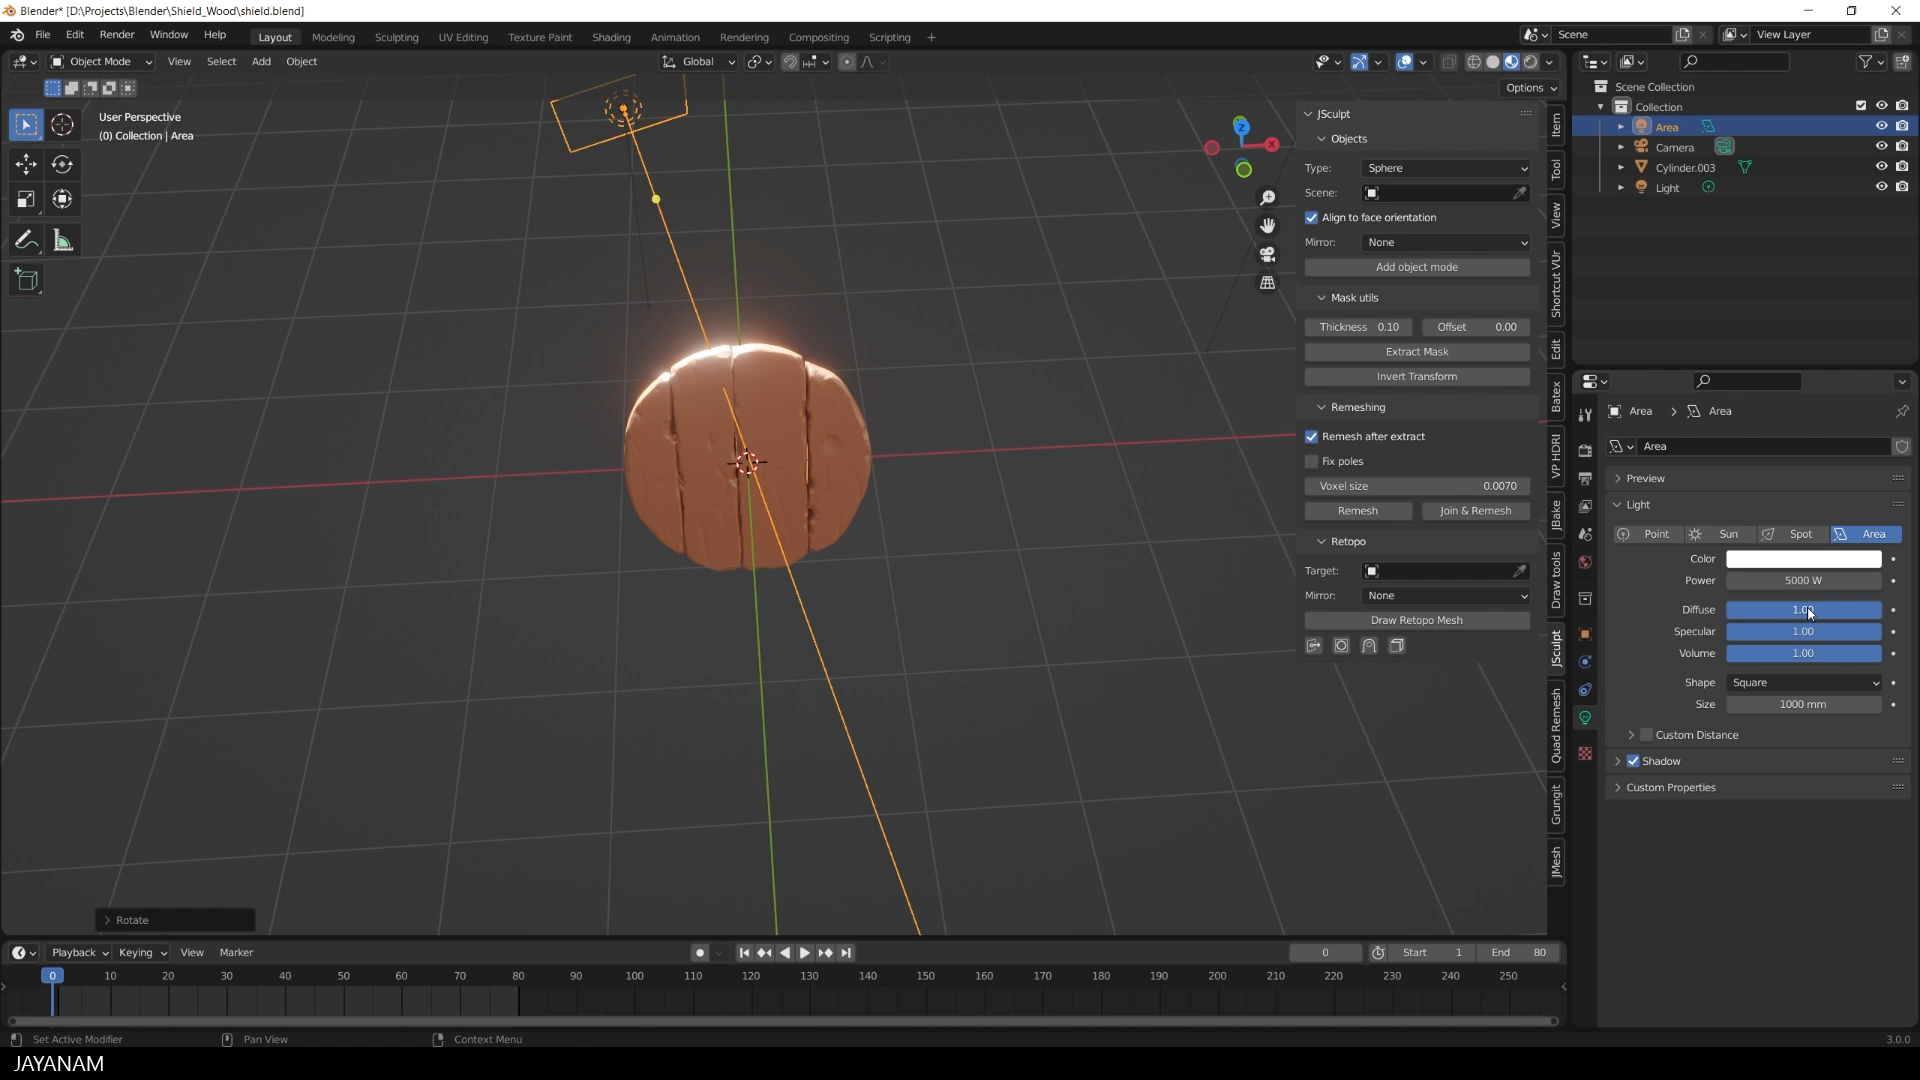 Blender* [D:\Projects\Blender\Shield_Wood\shield.blend]
File Edit Render Window Help
Layout Modeling Sculpting UV Editing Texture Paint Shading Animation Rendering Compositing Scripting +
Scene
View Layer
Object Mode View Select Add Object
Global
Options
User Perspective
(0) Collection | Area
Z
X
JSculpt
Objects
Type: Sphere
Scene:
Align to face orientation
Mirror: None
Add object mode
Mask utils
Thickness 0.10 Offset 0.00
Extract Mask
Invert Transform
Remeshing
Remesh after extract
Fix poles
Voxel size 0.0070
Remesh Join & Remesh
Retopo
Target:
Mirror: None
Draw Retopo Mesh
Item
Tool
View
Shortcut VUr
Edit
Batex
VP HDRI
JBake
Draw tools
JSculpt
Quad Remesh
Grungit
JMesh
Scene Collection
Collection
Area
Camera
Cylinder.003
Light
Area > Area
Area
Preview
Light
Point Sun Spot Area
Color
Power 5000 W
Diffuse 1.00
Specular 1.00
Volume 1.00
Shape Square
Size 1000 mm
Custom Distance
Shadow
Custom Properties
Rotate
Playback Keying View Marker
0 Start 1 End 80
0 10 20 30 40 50 60 70 80 90 100 110 120 130 140 150 160 170 180 190 200 210 220 230 240 250
Set Active Modifier Pan View Context Menu
3.0.0
JAYANAM